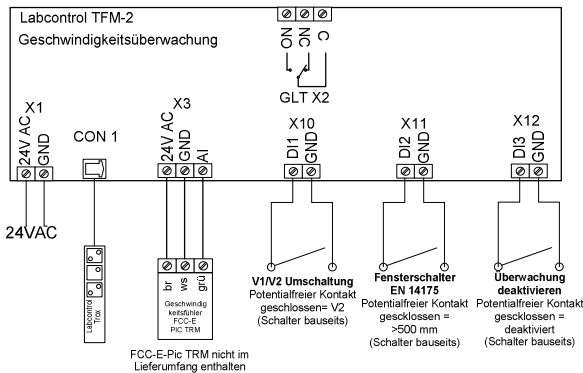 Labcontrol TFM-2
Geschwindigkeitsüberwachung
NO
NC
C
GLT X2
X1
24V AC
GND
CON 1
X3
24V AC
GND
AI
X10
DI1
GND
X11
DI2
GND
X12
DI3
GND
24VAC
Labcontrol
Trox
br
ws
grü
Geschwindig
keitsfühler
FCC-E
PIC TRM
FCC-E-Pic TRM nicht im
Lieferumfang enthalten
V1/V2 Umschaltung
Potentialfreier Kontakt
geschlossen= V2
(Schalter bauseits)
Fensterschalter
EN 14175
Potentialfreier Kontakt
gescklossen =
>500 mm
(Schalter bauseits)
Überwachung
deaktivieren
Potentialfreier Kontakt
gescklossen =
deaktiviert
(Schalter bauseits)